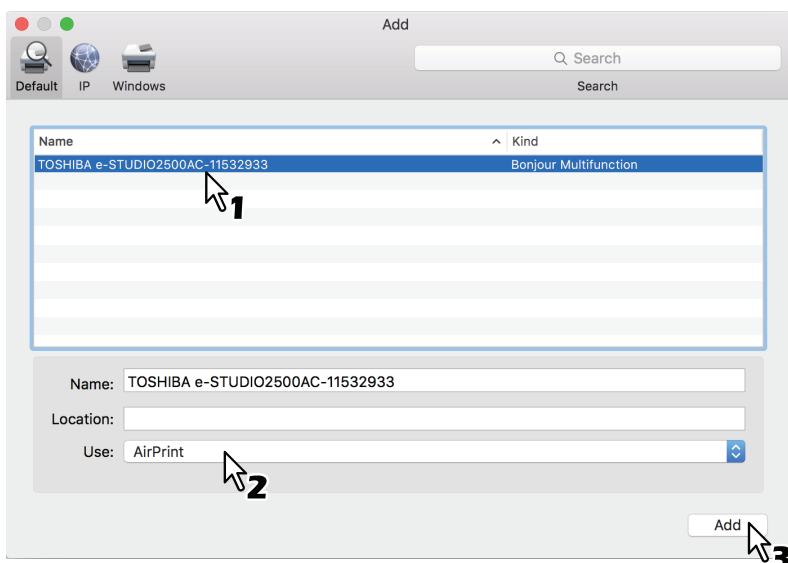 Add
Search
Default IP Windows Search
Name Kind
TOSHIBA e-STUDIO2500AC-11532933 Bonjour Multifunction
1
Name: TOSHIBA e-STUDIO2500AC-11532933
Location:
Use: AirPrint
2
Add
3